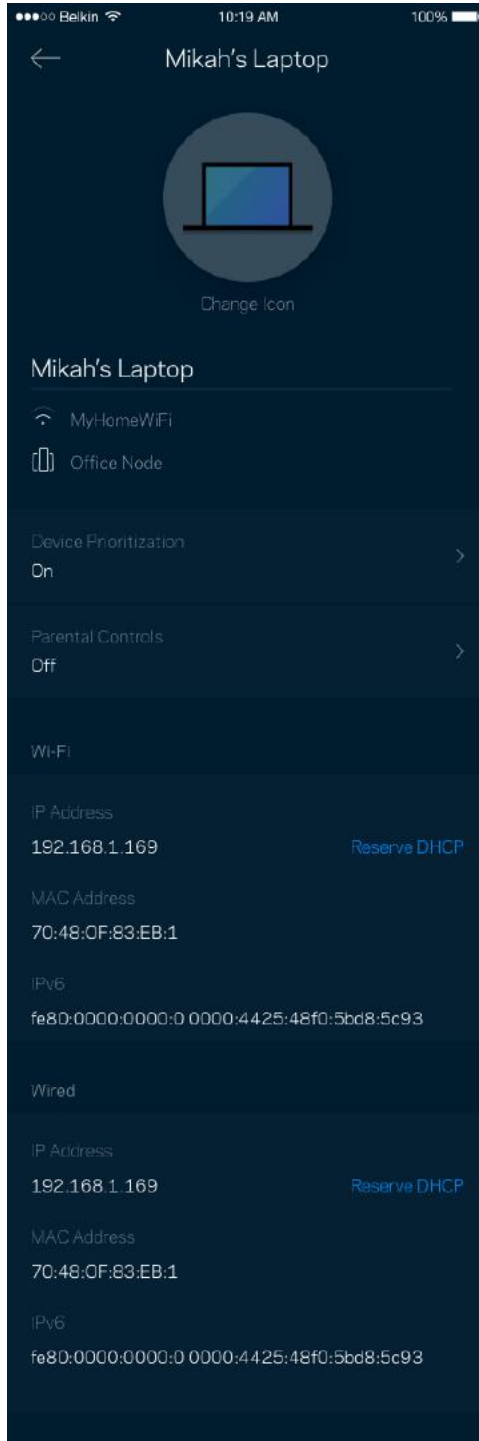 Belkin 10:19 AM 100%
Mikah's Laptop
Change Icon
Mikah's Laptop
MyHomeWiFi
Office Node
Device Prioritization
On
Parental Controls
Off
Wi-Fi
IP Address
192.168.1.169 Reserve DHCP
MAC Address
70:48:0F:83:EB:1
IPv6
fe80:0000:0000:0 0000:4425:48f0:5bd8:5c93
Wired
IP Address
192.168.1.169 Reserve DHCP
MAC Address
70:48:0F:83:EB:1
IPv6
fe80:0000:0000:0 0000:4425:48f0:5bd8:5c93